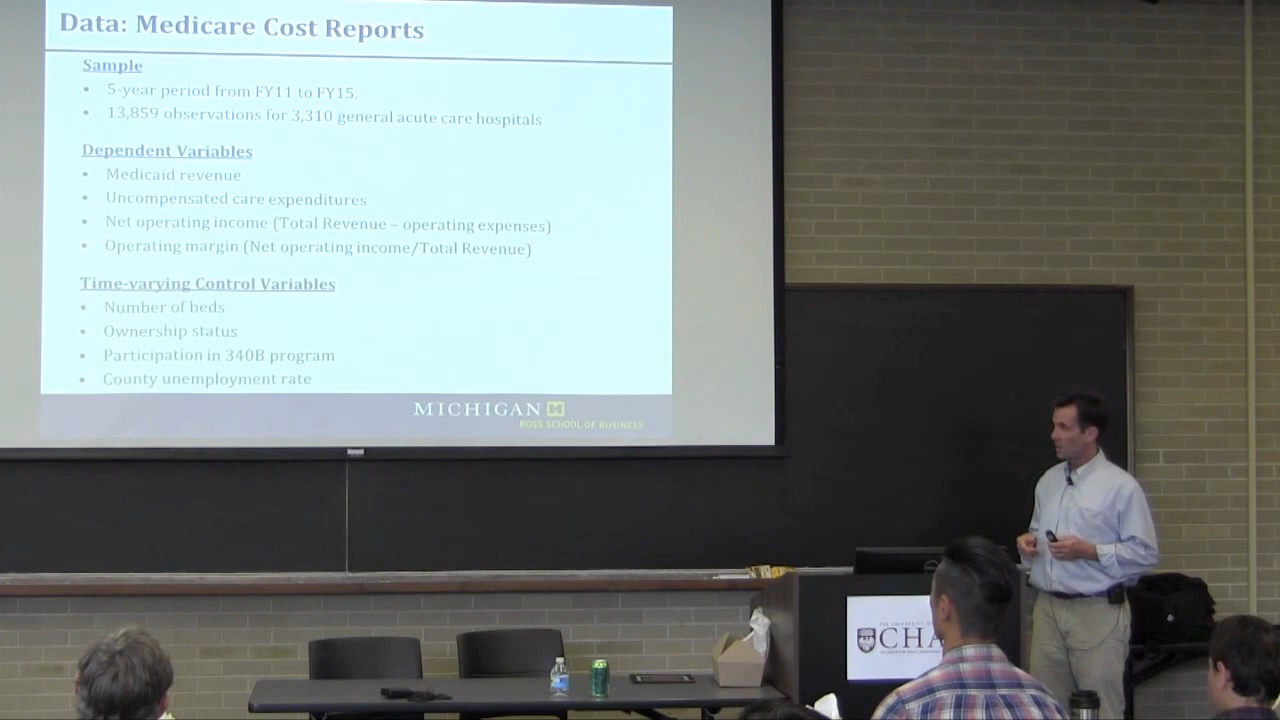 Data: Medicare Cost Reports
Sample
• 5-year period from FY11 to FY15.
• 13,859 observations for 3,310 general acute care hospitals
Dependent Variables
• Medicaid revenue
• Uncompensated care expenditures
• Net operating income (Total Revenue – operating expenses)
• Operating margin (Net operating income/Total Revenue)
Time-varying Control Variables
• Number of beds
• Ownership status
• Participation in 340B program
• County unemployment rate
MICHIGAN
ROSS SCHOOL OF BUSINESS
THE UNIVERSITY O
CHA